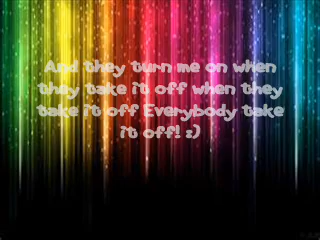 And they turn me on when
they take it off when they
take it off Everybody take
it off! :)